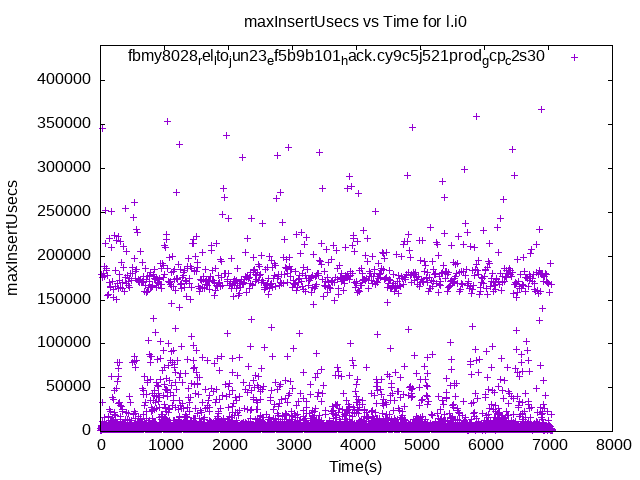 maxInsertUsecs vs Time for l.i0
fbmy8028relltojun23ef5b9b101hack.cy9c5j521prodgcpc2s30
400000
350000
300000
250000
200000
150000
100000
50000
0
maxInsertUsecs
0 1000 2000 3000 4000 5000 6000 7000 8000
Time(s)